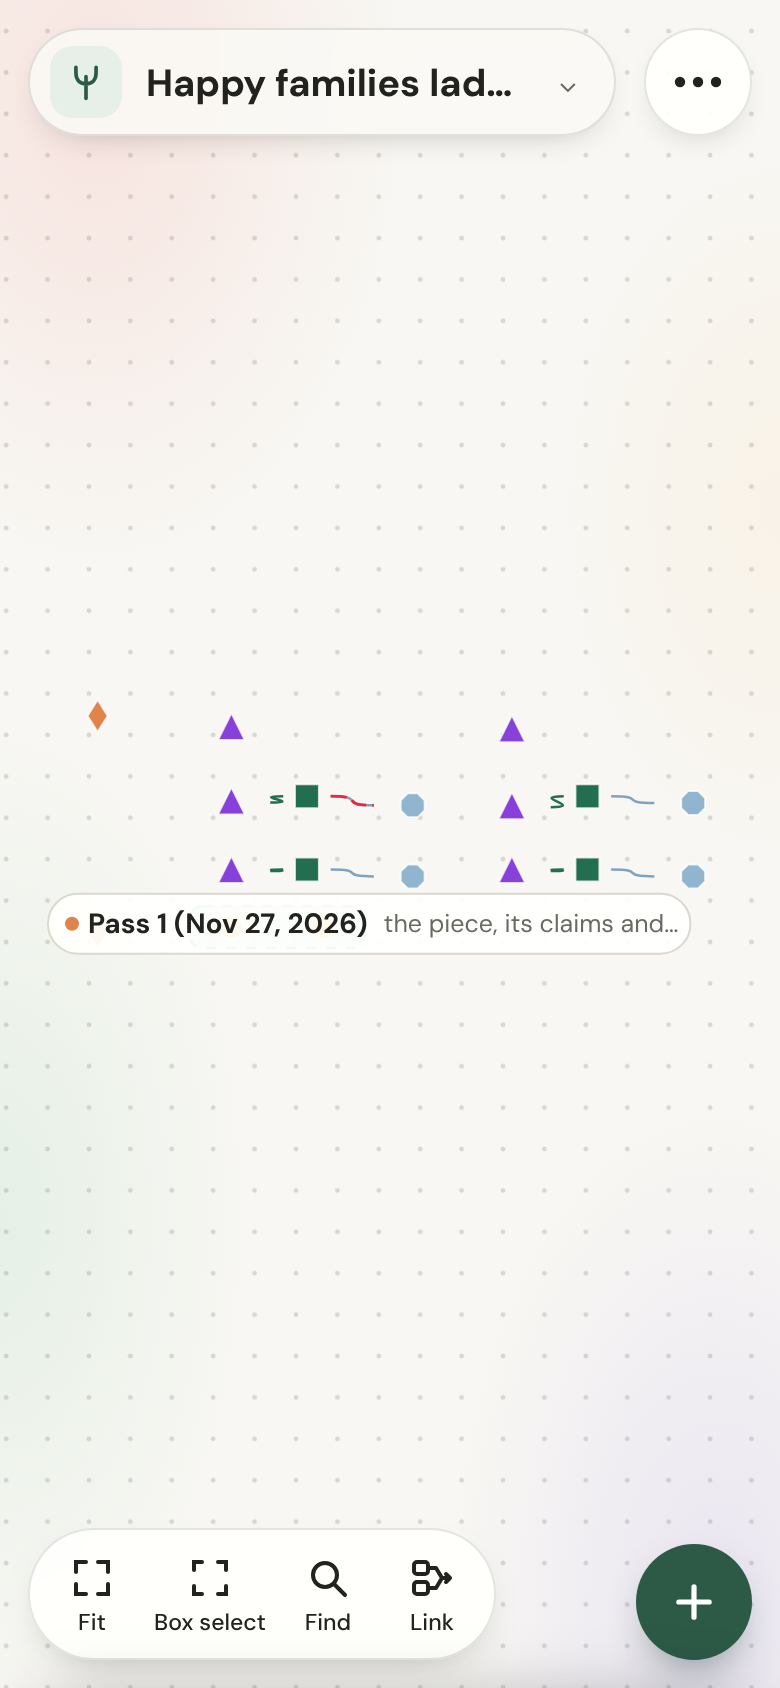 Happy families lad...
Pass 1 (Nov 27, 2026) the piece, its claims and...
Fit
Box select
Find
Link